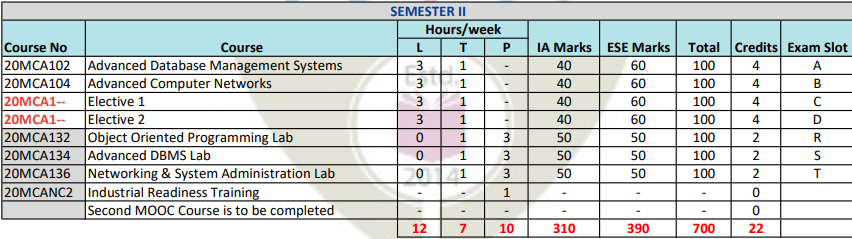 SEMESTER II
Hours/week
Course No Course L T P IA Marks ESE Marks Total Credits Exam Slot
20MCA102 Advanced Database Management Systems 3 1 - 40 60 100 4 A
20MCA104 Advanced Computer Networks 3 1 - 40 60 100 4 B
20MCA1-- Elective 1 3 1 - 40 60 100 4 C
20MCA1-- Elective 2 3 1 - 40 60 100 4 D
20MCA132 Object Oriented Programming Lab 0 1 3 50 50 100 2 R
20MCA134 Advanced DBMS Lab 0 1 3 50 50 100 2 S
20MCA136 Networking & System Administration Lab 0 1 3 50 50 100 2 T
20MCANC2 Industrial Readiness Training - - 1 - - - 0
Second MOOC Course is to be completed - - - - - - 0
12 7 10 310 390 700 22
Estd.
2014